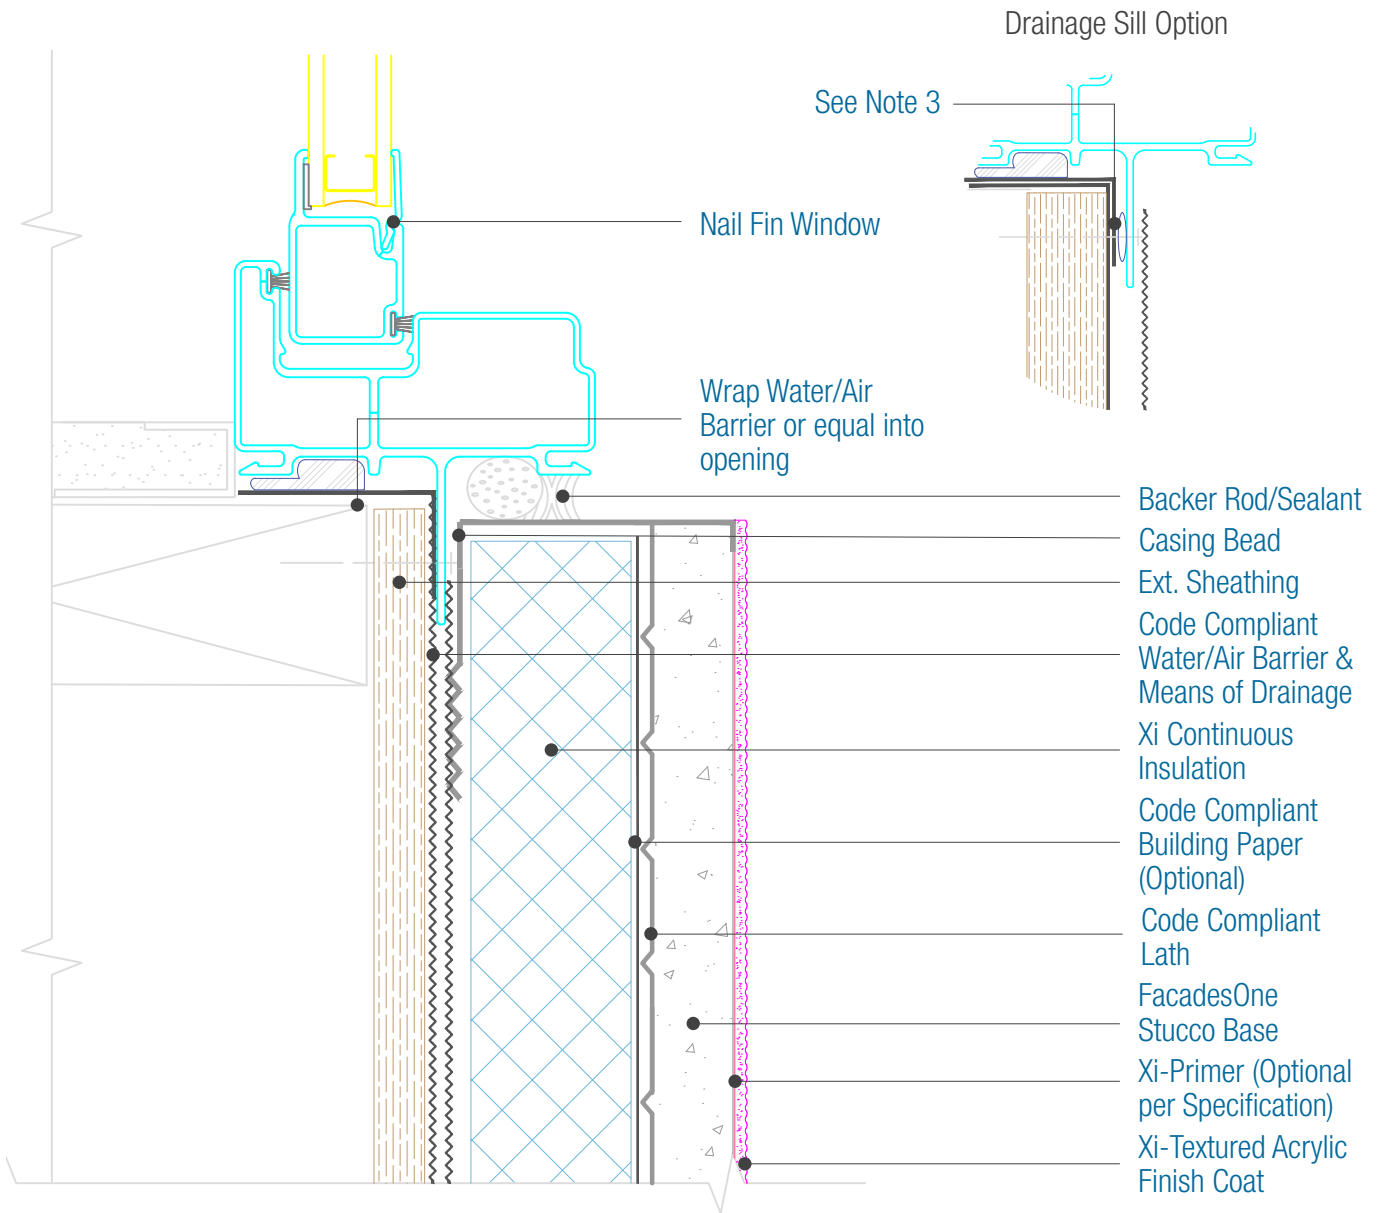 Drainage Sill Option
See Note 3
Nail Fin Window
Wrap Water/Air
Barrier or equal into
opening
Backer Rod/Sealant
Casing Bead
Ext. Sheathing
Code Compliant
Water/Air Barrier &
Means of Drainage
Xi Continuous
Insulation
Code Compliant
Building Paper
(Optional)
Code Compliant
Lath
FacadesOne
Stucco Base
Xi-Primer (Optional
per Specification)
Xi-Textured Acrylic
Finish Coat